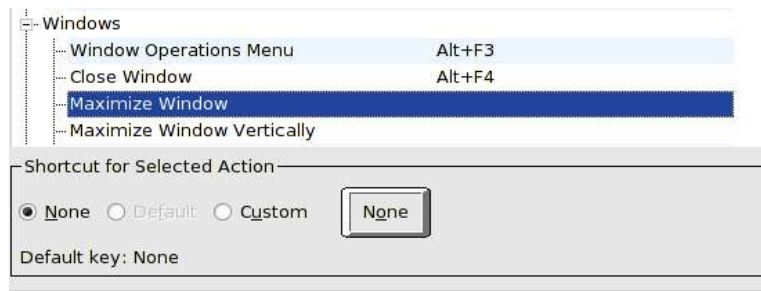 Windows
Window Operations Menu Alt+F3
Close Window Alt+F4
Maximize Window
Maximize Window Vertically
Shortcut for Selected Action
None Default Custom None
Default key: None